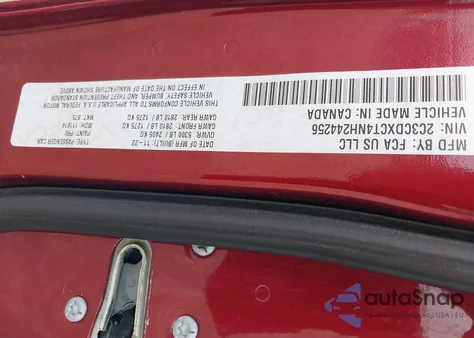 MFD BY: FCA US LLC
VIN: 2C3CDXCT4NH244256
VEHICLE MADE IN: CANADA
DATE OF MFR (BUILT): 11-22
GVWR: 5300 LB / 2405 KG
GAWR FRONT: 2810 LB / 1275 KG
GAWR REAR: 2810 LB / 1275 KG
THIS VEHICLE CONFORMS TO ALL APPLICABLE U.S.A. FEDERAL MOTOR
VEHICLE SAFETY, BUMPER, AND THEFT PREVENTION STANDARDS
IN EFFECT ON THE DATE OF MANUFACTURE SHOWN ABOVE
TYPE: PASSENGER CAR
PAINT: PRV
MDH: 111614
autoSnap
USA i EU